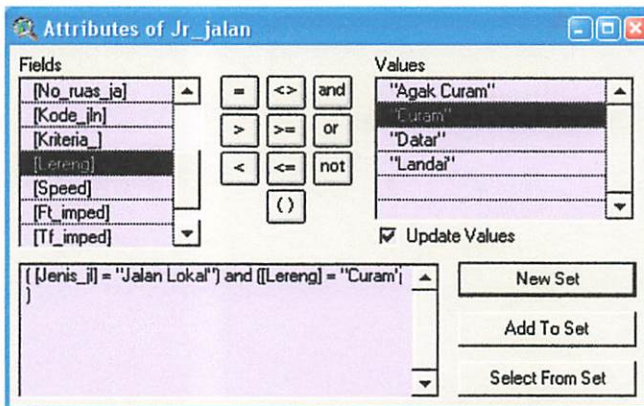 Attributes of Jr_jalan
Fields
[No_ruas_ja]
[Kode_jln]
[Kriteria_]
[Lereng]
[Speed]
[Ft_imped]
[Tf_imped]
= <> and
> >= or
< <= not
()
Values
"Agak Curam"
"Curam"
"Datar"
"Landai"
Update Values
( [Jenis_jl] = "Jalan Lokal") and ([Lereng] = "Curam"
)
New Set
Add To Set
Select From Set